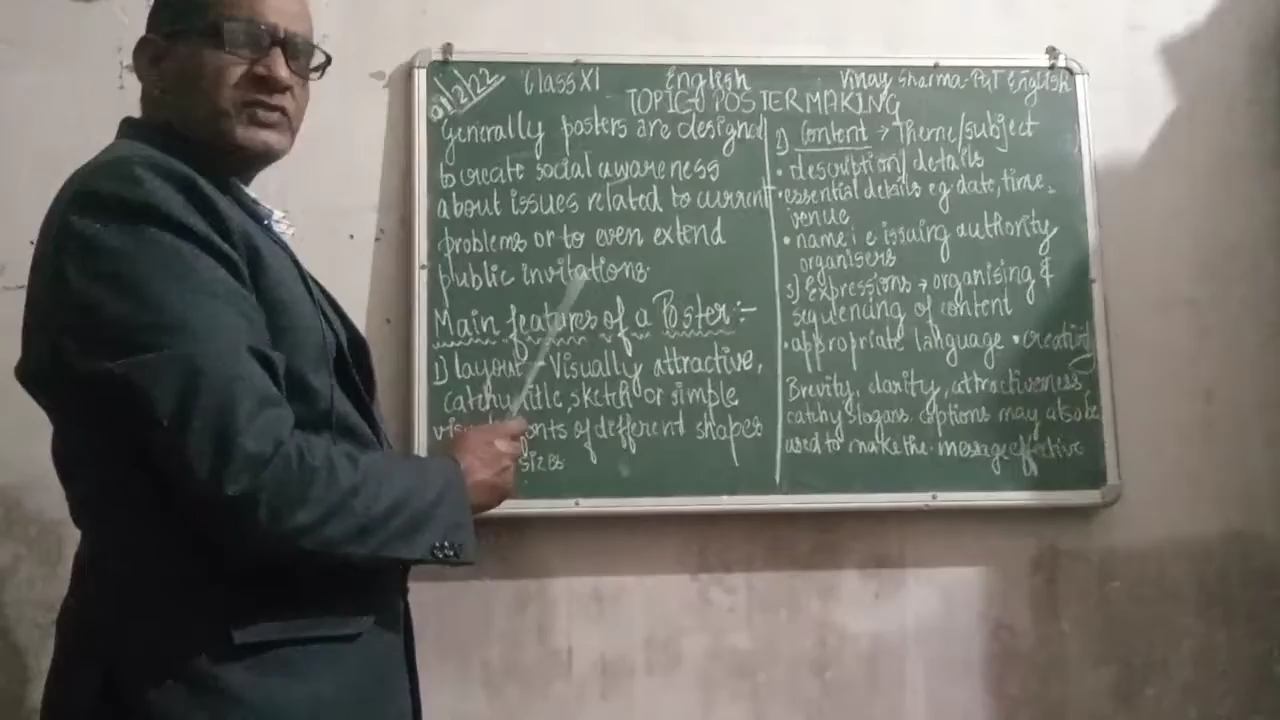 01/2/22 Class XI English Vinay Sharma-PGT English
TOPIC POSTER MAKING
Generally posters are designed
to create social awareness
about issues related to current
problems or to even extend
public invitations.
Main features of a Poster:-
1) layout - Visually attractive,
catchy title, sketch or simple
fonts of different shapes
sizes
2) Content → Theme/subject
• description/details
• essential details eg date, time,
venue
• name i e issuing authority
organisers
3) Expressions → organising &
sequencing of content
• appropriate language • creativity
Brevity, clarity, attractiveness
catchy slogans captions may also be
used to make the message effective